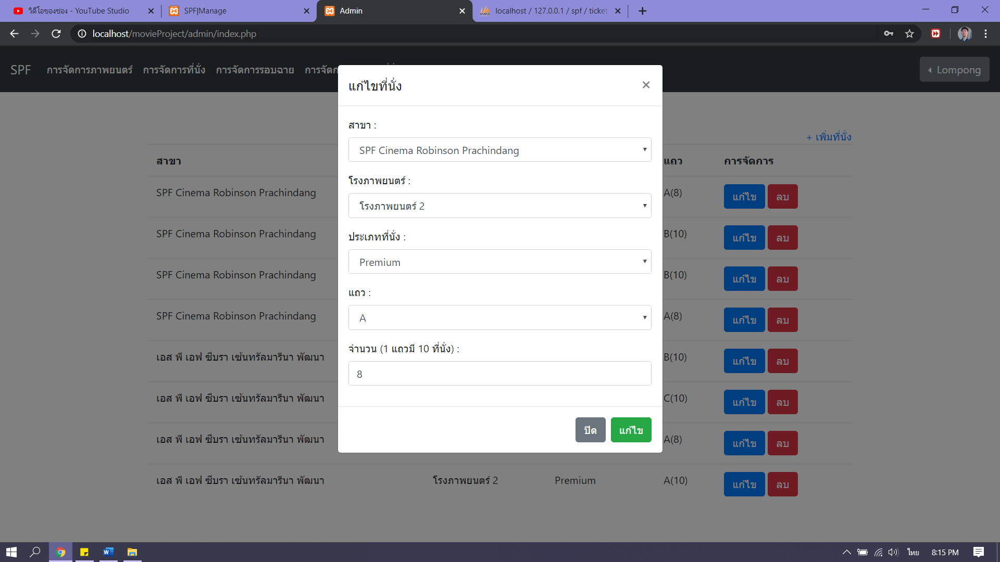 วิดีโอของช่อง - YouTube Studio
SPF|Manage
Admin
localhost / 127.0.0.1 / spf / ticket
localhost/movieProject/admin/index.php
SPF การจัดการภาพยนตร์ การจัดการที่นั่ง การจัดการรอบฉาย
Lompong
แก้ไขที่นั่ง
×
สาขา :
SPF Cinema Robinson Prachindang
โรงภาพยนตร์ :
โรงภาพยนตร์ 2
ประเภทที่นั่ง :
Premium
แถว :
A
จำนวน (1 แถวมี 10 ที่นั่ง) :
8
ปิด แก้ไข
+ เพิ่มที่นั่ง
สาขา แถว การจัดการ
SPF Cinema Robinson Prachindang A(8) แก้ไข ลบ
SPF Cinema Robinson Prachindang B(10) แก้ไข ลบ
SPF Cinema Robinson Prachindang B(10) แก้ไข ลบ
SPF Cinema Robinson Prachindang A(8) แก้ไข ลบ
เอส พี เอฟ ซีบรา เซ้นทรัลมารีนา พัฒนา B(10) แก้ไข ลบ
เอส พี เอฟ ซีบรา เซ้นทรัลมารีนา พัฒนา C(10) แก้ไข ลบ
เอส พี เอฟ ซีบรา เซ้นทรัลมารีนา พัฒนา A(8) แก้ไข ลบ
เอส พี เอฟ ซีบรา เซ้นทรัลมารีนา พัฒนา โรงภาพยนตร์ 2 Premium A(10) แก้ไข ลบ
ไทย 8:15 PM